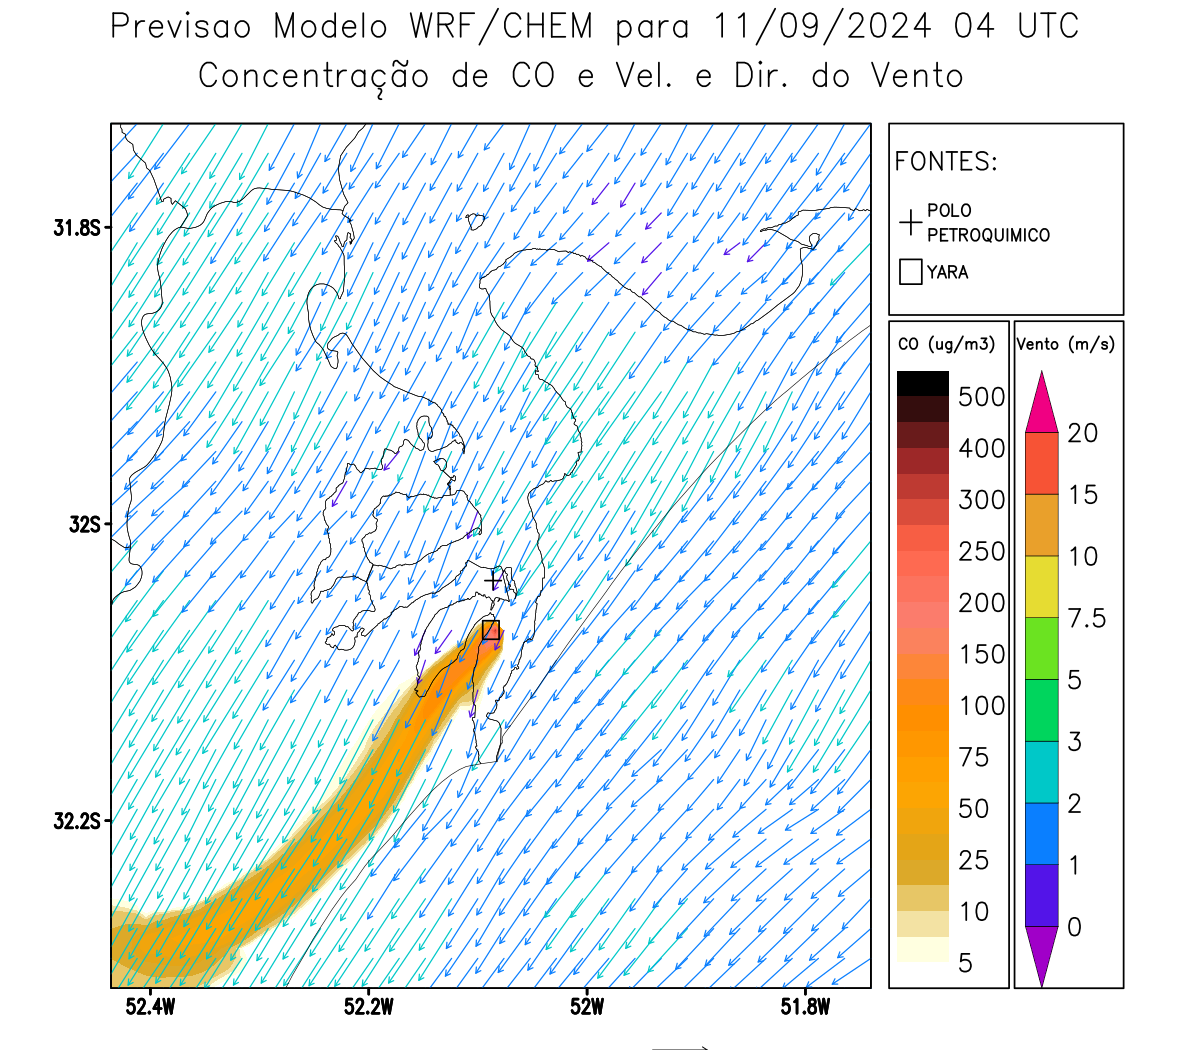 Previsao Modelo WRF/CHEM para 11/09/2024 04 UTC
Concentração de CO e Vel. e Dir. do Vento
FONTES:
POLO
PETROQUIMICO
YARA
CO (ug/m3)
500
400
300
250
200
150
100
75
50
25
10
5
Vento (m/s)
20
15
10
7.5
5
3
2
1
0
31.8S
32S
32.2S
52.4W
52.2W
52W
51.8W